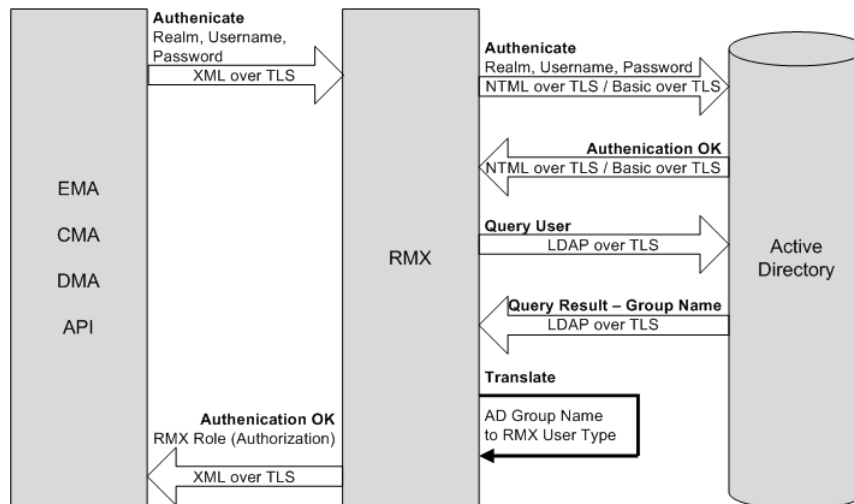 Authenicate
Realm, Username,
Password
XML over TLS
EMA
CMA
DMA
API
Authenication OK
RMX Role (Authorization)
XML over TLS
RMX
Authenicate
Realm, Username, Password
NTML over TLS / Basic over TLS
Authenication OK
NTML over TLS / Basic over TLS
Query User
LDAP over TLS
Query Result – Group Name
LDAP over TLS
Translate
AD Group Name
to RMX User Type
Active
Directory